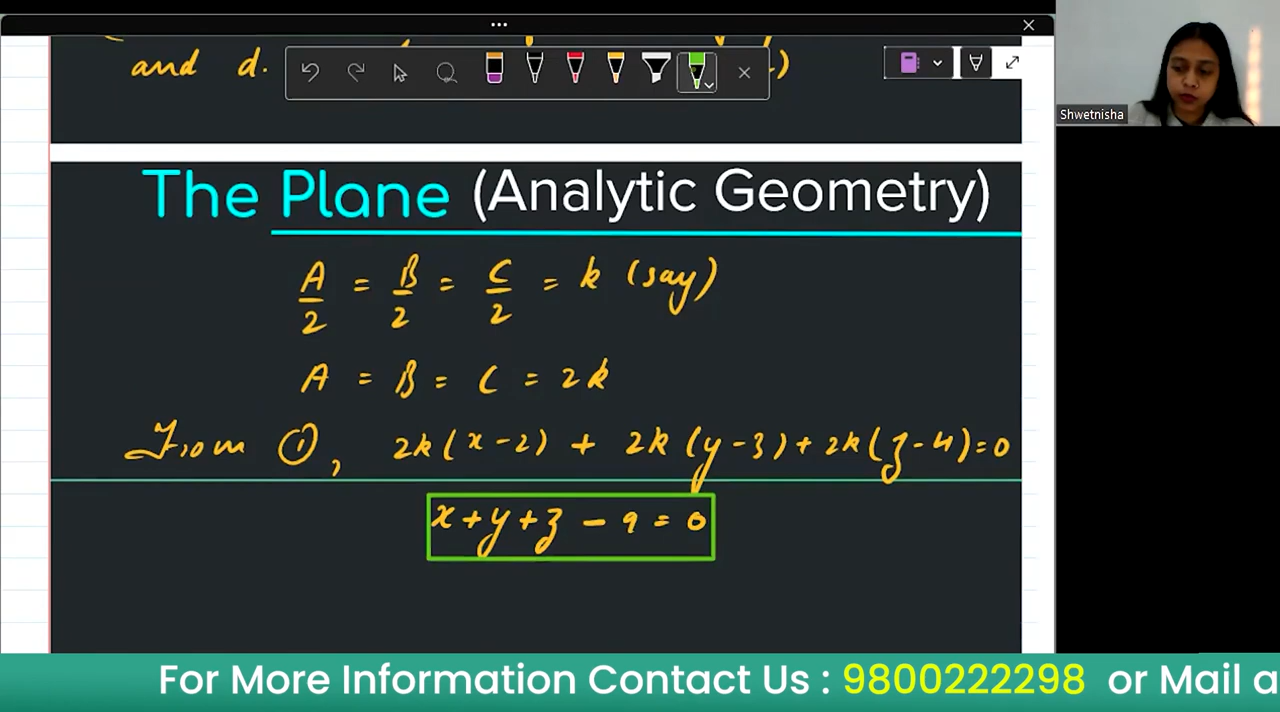 and d.
Shwetnisha
The Plane (Analytic Geometry)
A/2 = B/2 = C/2 = k (say)
A = B = C = 2k
From ①, 2k(x-2) + 2k(y-3)+2k(z-4)=0
x+y+z-9=0
For More Information Contact Us : 9800222298 or Mail a